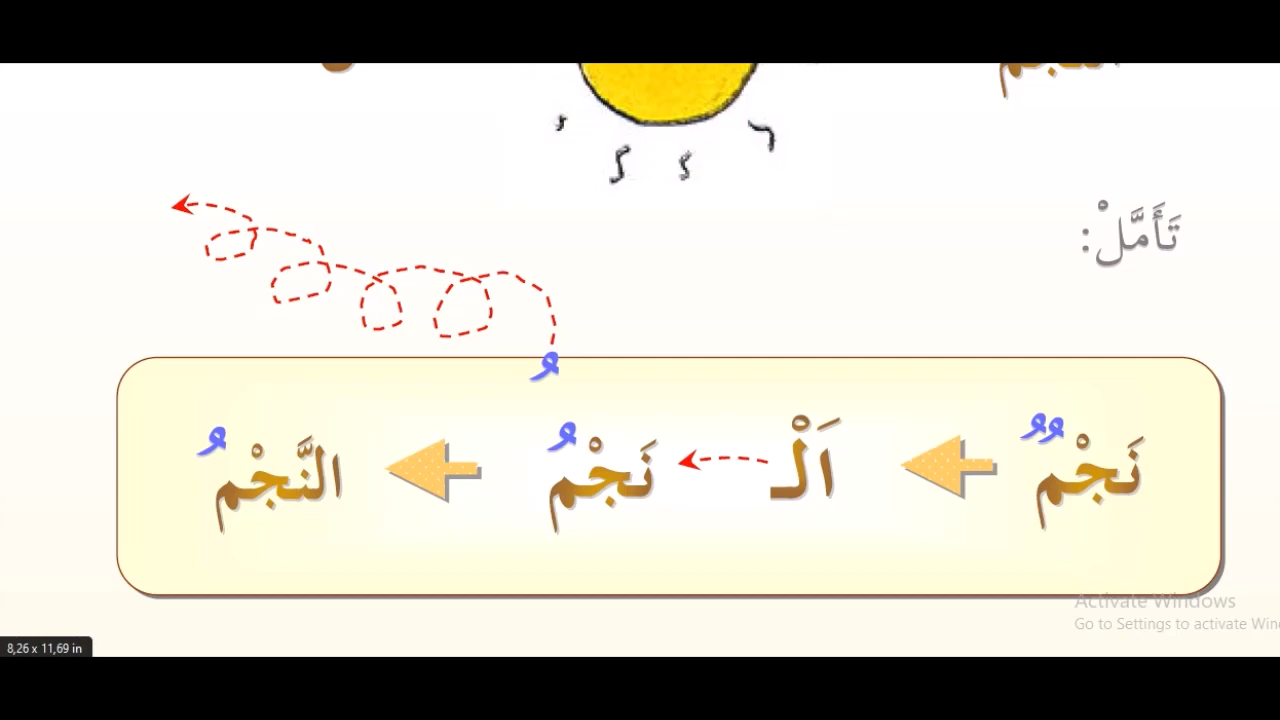 تَأَمَّلْ:
نَجْمٌ اَلْـ نَجْمُ النَّجْمُ
Activate Windows
Go to Settings to activate Win
8,26 x 11,69 in